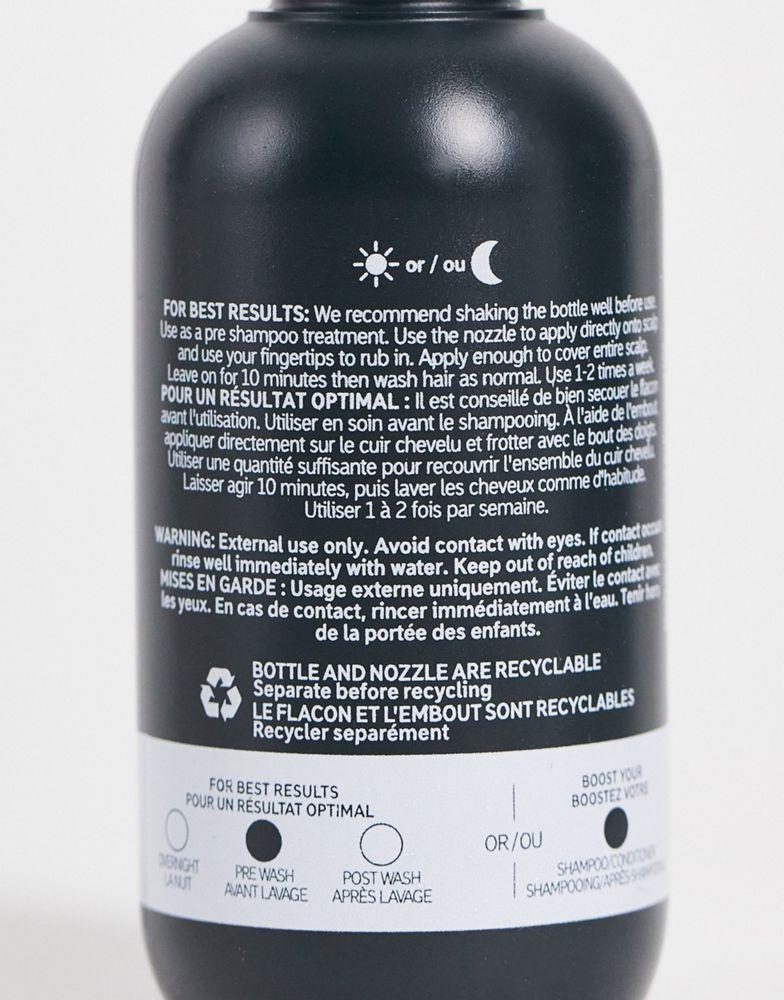 or / ou
FOR BEST RESULTS: We recommend shaking the bottle well before use.
Use as a pre shampoo treatment. Use the nozzle to apply directly onto scalp
and use your fingertips to rub in. Apply enough to cover entire scalp.
Leave on for 10 minutes then wash hair as normal. Use 1-2 times a week.
POUR UN RÉSULTAT OPTIMAL : Il est conseillé de bien secouer le flacon
avant l'utilisation. Utiliser en soin avant le shampooing. À l'aide de l'embout
appliquer directement sur le cuir chevelu et frotter avec le bout des doigts.
Utiliser une quantité suffisante pour recouvrir l'ensemble du cuir chevelu.
Laisser agir 10 minutes, puis laver les cheveux comme d'habitude.
Utiliser 1 à 2 fois par semaine.
WARNING: External use only. Avoid contact with eyes. If contact occurs
rinse well immediately with water. Keep out of reach of children.
MISES EN GARDE : Usage externe uniquement. Éviter le contact avec
les yeux. En cas de contact, rincer immédiatement à l'eau. Tenir hors
de la portée des enfants.
BOTTLE AND NOZZLE ARE RECYCLABLE
Separate before recycling
LE FLACON ET L'EMBOUT SONT RECYCLABLES
Recycler separément
FOR BEST RESULTS
POUR UN RÉSULTAT OPTIMAL
OVERNIGHT
LA NUIT
PRE WASH
AVANT LAVAGE
POST WASH
APRÈS LAVAGE
OR/OU
BOOST YOUR
BOOSTEZ VOTRE
SHAMPOO/CONDITIONER
SHAMPOOING/APRÈS-SHAMPOOING